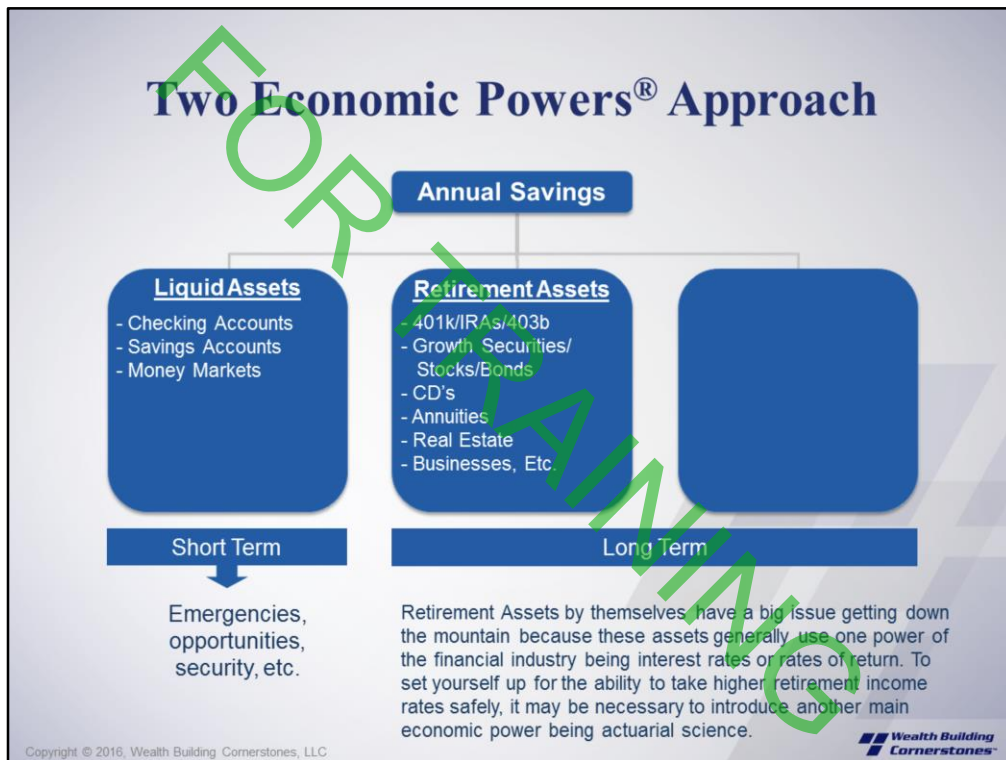 Two Economic Powers® Approach
Annual Savings
Liquid Assets
- Checking Accounts
- Savings Accounts
- Money Markets
Retirement Assets
- 401k/IRAs/403b
- Growth Securities/
Stocks/Bonds
- CD's
- Annuities
- Real Estate
- Businesses, Etc.
Short Term
Long Term
Emergencies,
opportunities,
security, etc.
Retirement Assets by themselves, have a big issue getting down
the mountain because these assets generally use one power of
the financial industry being interest rates or rates of return. To
set yourself up for the ability to take higher retirement income
rates safely, it may be necessary to introduce another main
economic power being actuarial science.
FOR TRAINING
Copyright © 2016, Wealth Building Cornerstones, LLC
Wealth Building
Cornerstones™